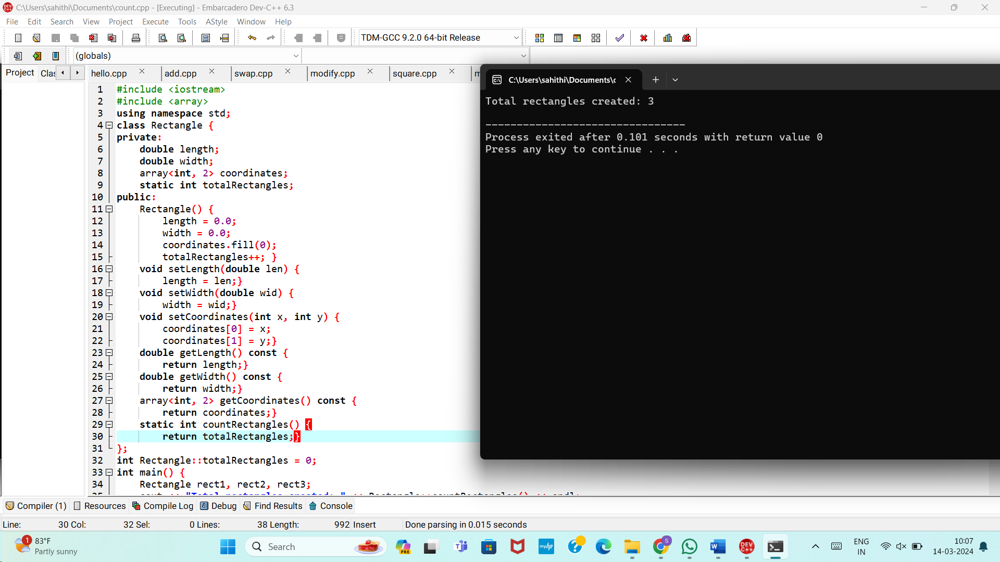 C:\Users\sahithi\Documents\count.cpp - [Executing] - Embarcadero Dev-C++ 6.3
File Edit Search View Project Execute Tools AStyle Window Help
TDM-GCC 9.2.0 64-bit Release
(globals)
Project Clas
hello.cpp add.cpp swap.cpp modify.cpp square.cpp
1 #include <iostream>
2 #include <array>
3 using namespace std;
4 class Rectangle {
5 private:
6 double length;
7 double width;
8 array<int, 2> coordinates;
9 static int totalRectangles;
10 public:
11 Rectangle() {
12 length = 0.0;
13 width = 0.0;
14 coordinates.fill(0);
15 totalRectangles++; }
16 void setLength(double len) {
17 length = len;}
18 void setWidth(double wid) {
19 width = wid;}
20 void setCoordinates(int x, int y) {
21 coordinates[0] = x;
22 coordinates[1] = y;}
23 double getLength() const {
24 return length;}
25 double getWidth() const {
26 return width;}
27 array<int, 2> getCoordinates() const {
28 return coordinates;}
29 static int countRectangles() {
30 return totalRectangles;}
31 };
32 int Rectangle::totalRectangles = 0;
33 int main() {
34 Rectangle rect1, rect2, rect3;
C:\Users\sahithi\Documents\c
Total rectangles created: 3
--------------------------------
Process exited after 0.101 seconds with return value 0
Press any key to continue . . .
Compiler (1) Resources Compile Log Debug Find Results Console
Line: 30 Col: 32 Sel: 0 Lines: 38 Length: 992 Insert Done parsing in 0.015 seconds
1
83°F
Partly sunny
Search
PRE
myhp
S
DEV C++
ENG
IN
10:07
14-03-2024